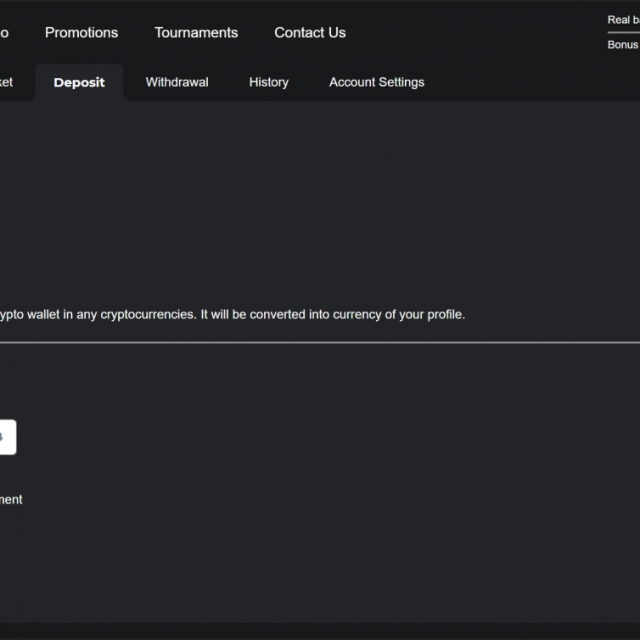 o Promotions Tournaments Contact Us
Real b
Bonus
ket Deposit Withdrawal History Account Settings
ypto wallet in any cryptocurrencies. It will be converted into currency of your profile.
ment